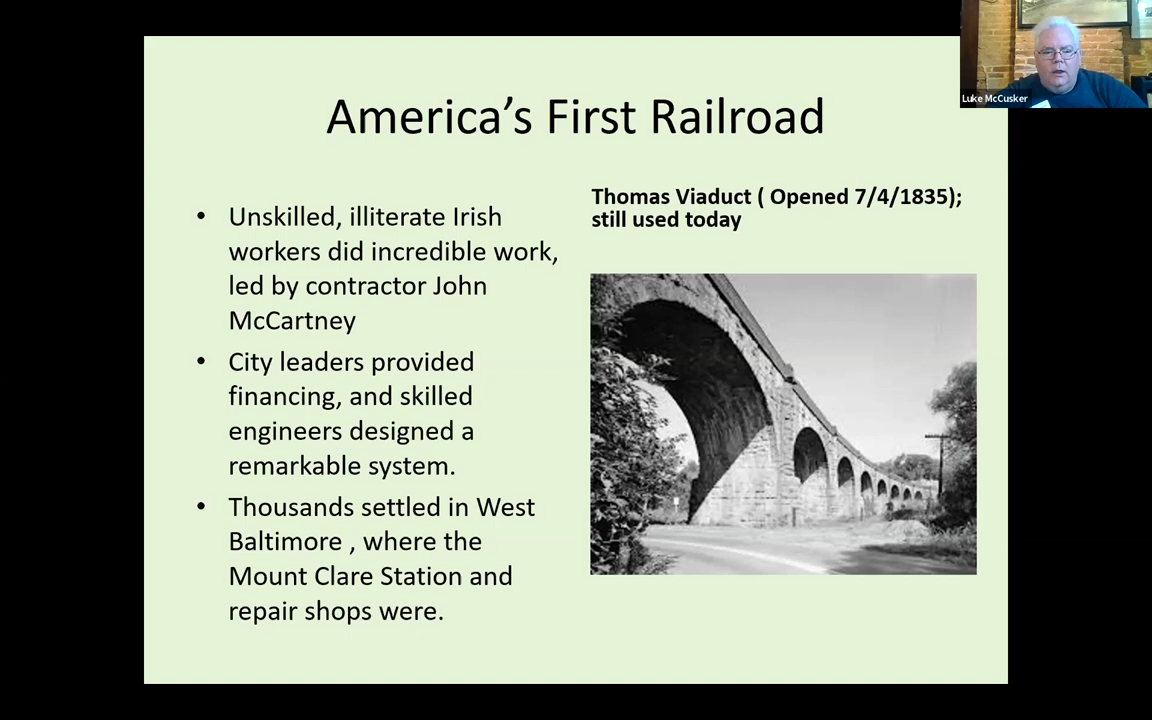 Luke McCusker
America's First Railroad
• Unskilled, illiterate Irish
workers did incredible work,
led by contractor John
McCartney
• City leaders provided
financing, and skilled
engineers designed a
remarkable system.
• Thousands settled in West
Baltimore , where the
Mount Clare Station and
repair shops were.
Thomas Viaduct ( Opened 7/4/1835);
still used today